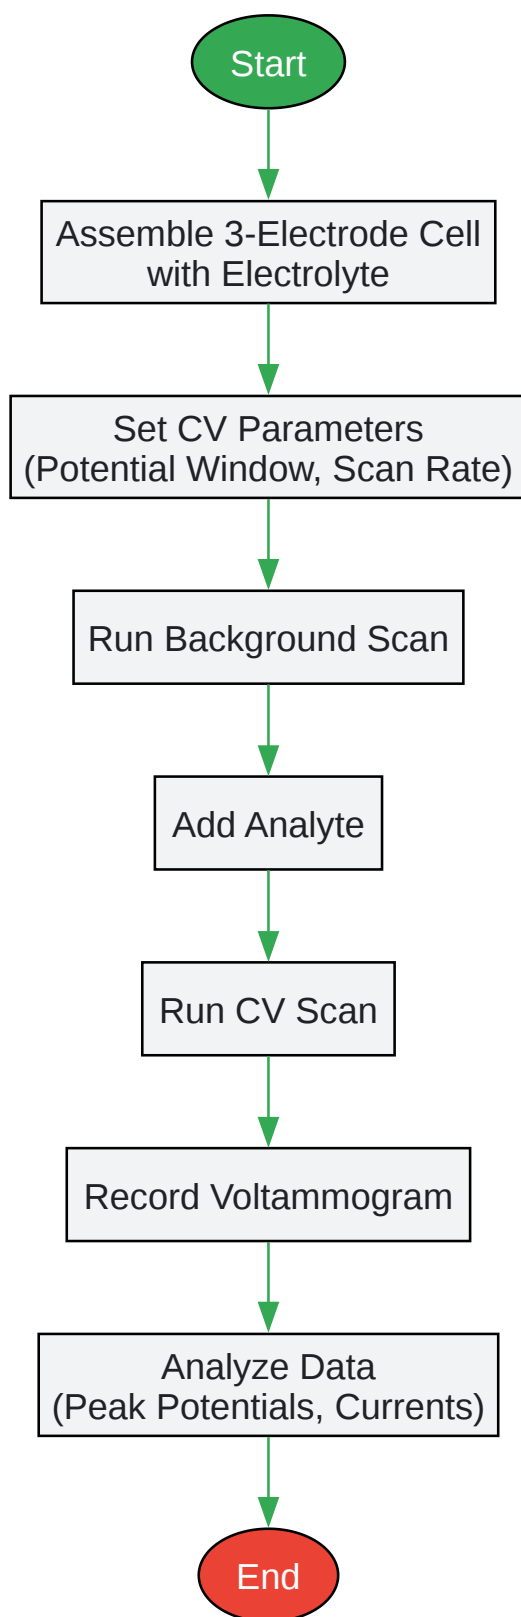 Start
Assemble 3-Electrode Cell
with Electrolyte
Set CV Parameters
(Potential Window, Scan Rate)
Run Background Scan
Add Analyte
Run CV Scan
Record Voltammogram
Analyze Data
(Peak Potentials, Currents)
End